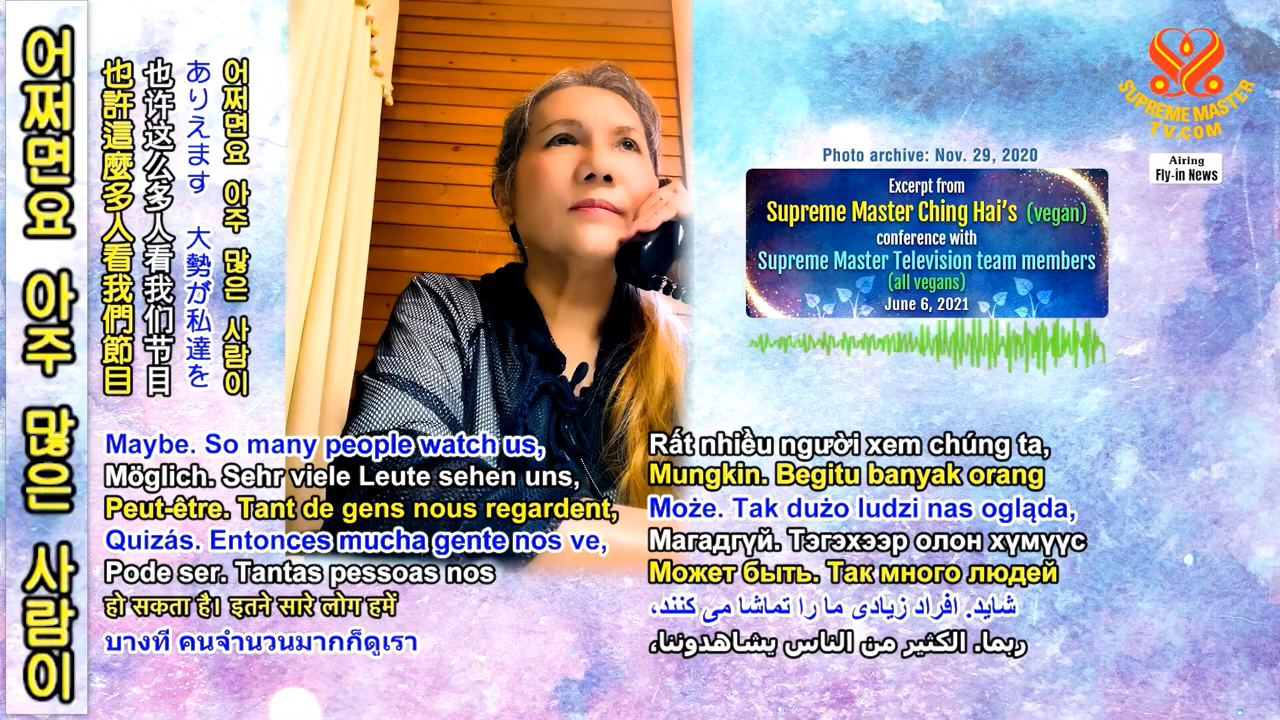 어쩌면요 아주 많은 사람이
也許這麼多人看我們節目
也许这么多人看我们节目
ありえます 大勢が私達を
어쩌면요 아주 많은 사람이
SUPREME MASTER
TV.COM
Airing
Fly-in News
Photo archive: Nov. 29, 2020
Excerpt from
Supreme Master Ching Hai's (vegan)
conference with
Supreme Master Television team members
(all vegans)
June 6, 2021
Maybe. So many people watch us,
Möglich. Sehr viele Leute sehen uns,
Peut-être. Tant de gens nous regardent,
Quizás. Entonces mucha gente nos ve,
Pode ser. Tantas pessoas nos
हो सकता है। इतने सारे लोग हमें
บางที คนจำนวนมากก็ดูเรา
Rất nhiều người xem chúng ta,
Mungkin. Begitu banyak orang
Może. Tak dużo ludzi nas ogląda,
Магадгүй. Тэгэхээр олон хүмүүс
Может быть. Так много людей
شاید. افراد زیادی ما را تماشا می کنند،
ربما. الكثير من الناس يشاهدوننا،